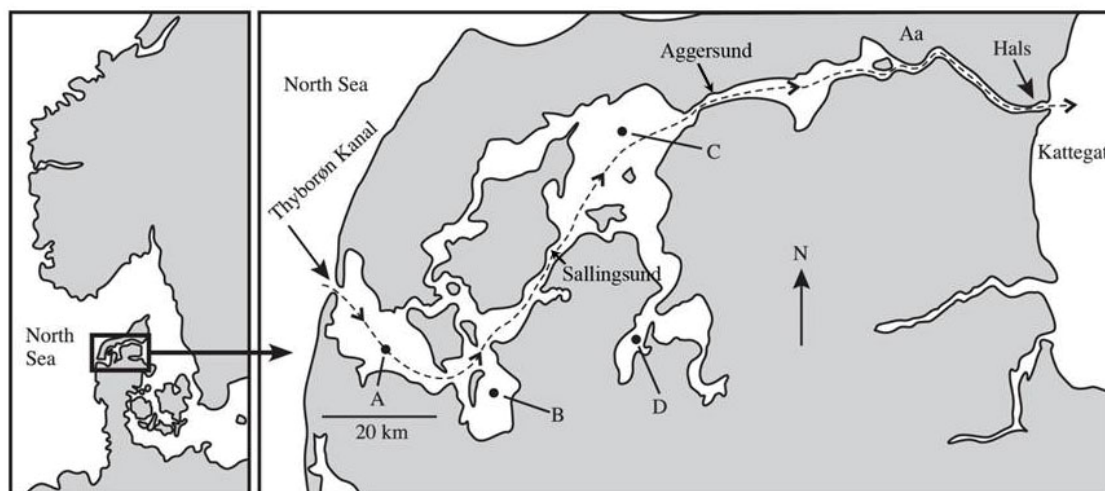 North
Sea
North Sea
Thyborøn Kanal
Aggersund
Aa
Hals
Kattegat
C
N
Sallingsund
A
B
D
20 km